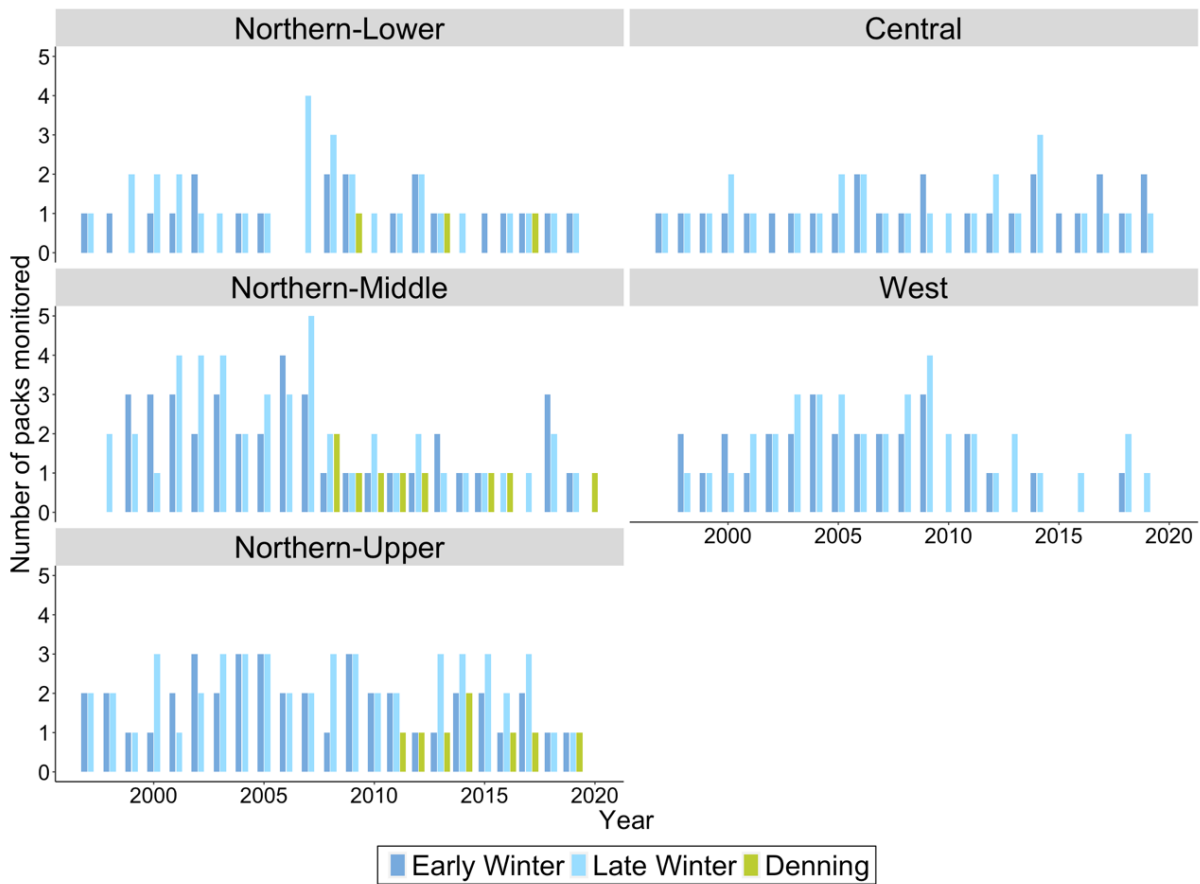 Northern-Lower
Central
5
4
3
2
1
0
Northern-Middle
West
5
4
3
2
1
0
2000 2005 2010 2015 2020
Northern-Upper
5
4
3
2
1
0
2000 2005 2010 2015 2020
Number of packs monitored
Year
Early Winter Late Winter Denning